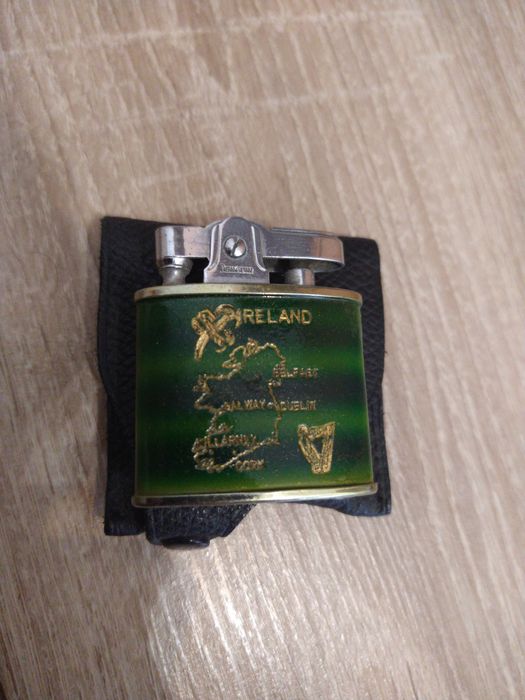 IRELAND
BELFAST
GALWAY DUBLIN
KILLARNEY
CORK